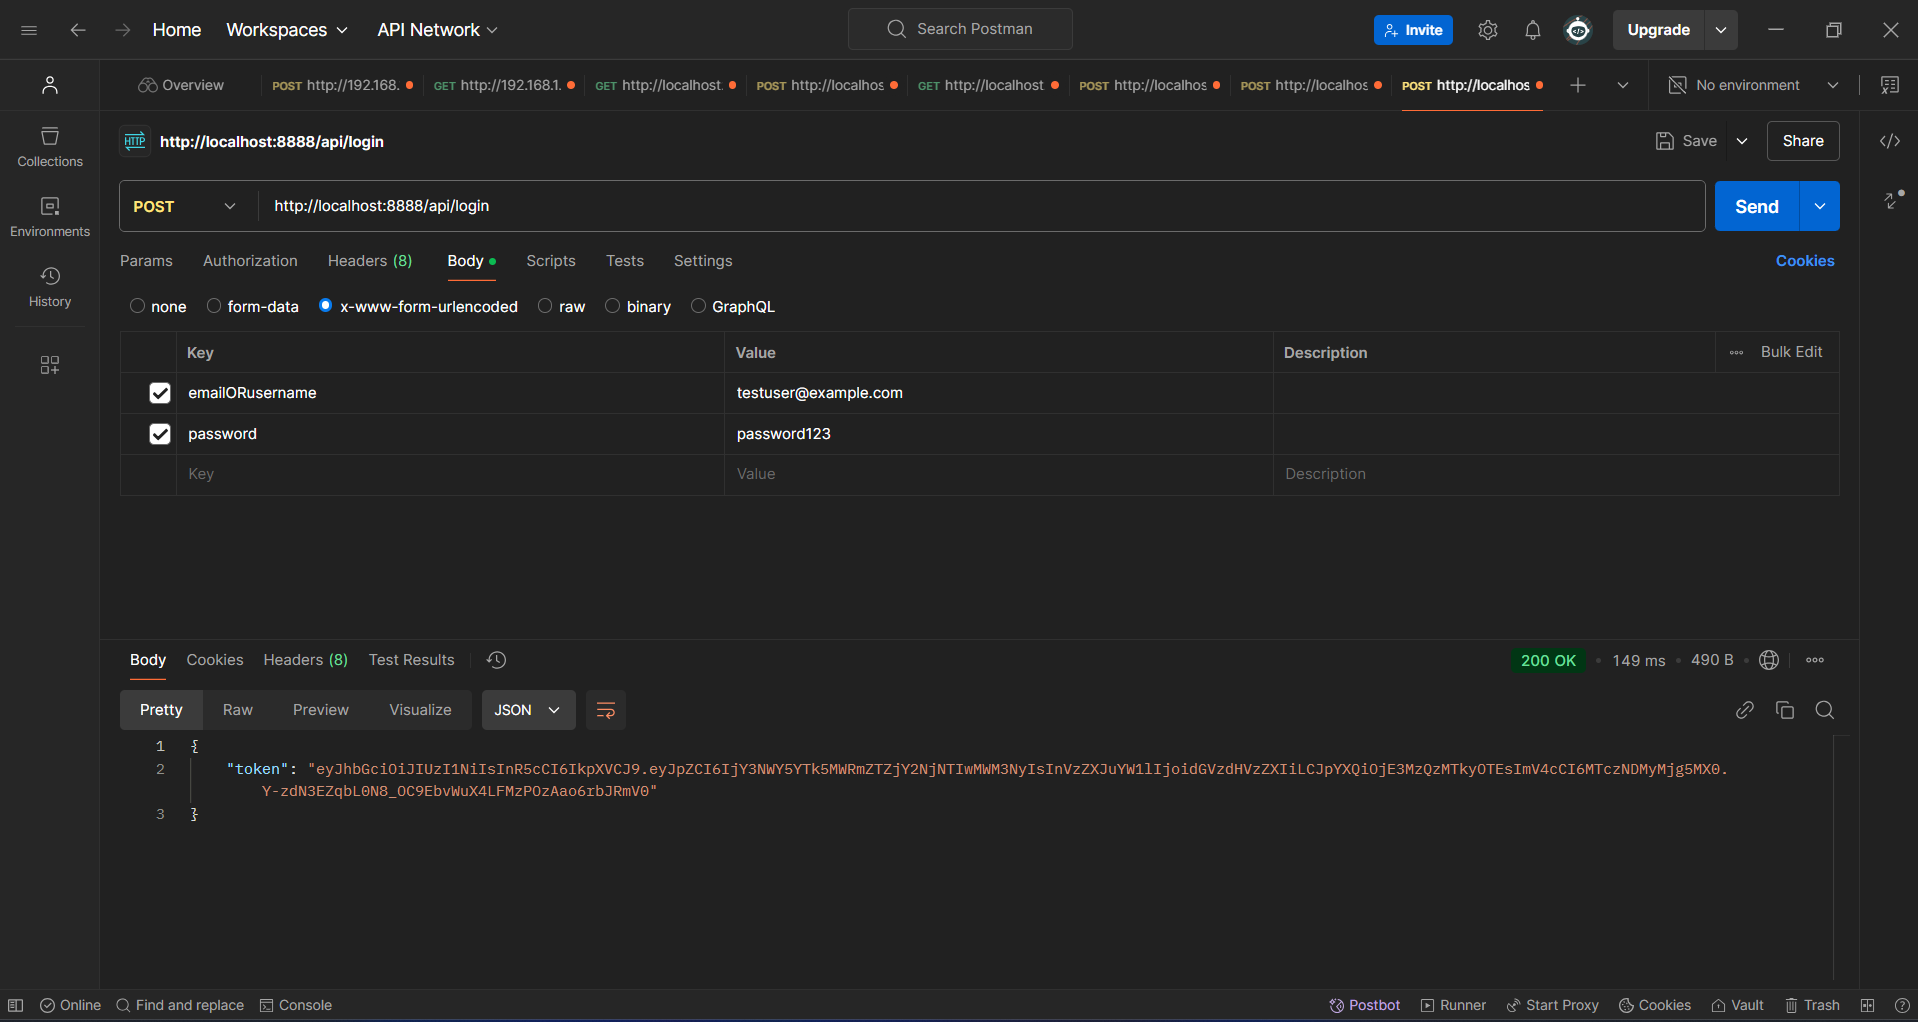 Home Workspaces API Network Search Postman Invite Upgrade
Overview POST http://192.168. GET http://192.168.1. GET http://localhost. POST http://localhos GET http://localhost. POST http://localhos POST http://localhos POST http://localhos No environment
HTTP http://localhost:8888/api/login Save Share
Collections
POST http://localhost:8888/api/login Send
Environments
Params Authorization Headers (8) Body Scripts Tests Settings Cookies
History
none form-data x-www-form-urlencoded raw binary GraphQL
Key Value Description Bulk Edit
emailORusername testuser@example.com
password password123
Key Value Description
Body Cookies Headers (8) Test Results 200 OK 149 ms 490 B
Pretty Raw Preview Visualize JSON
1 {
2 "token": "eyJhbGciOiJIUzI1NiIsInR5cCI6IkpXVCJ9.eyJpZCI6IjY3NWY5YTk5MWRmZTZjY2NjNTIwMWM3NyIsInVzZXJuYW1lIjoidGVzdHVzZXIiLCJpYXQiOjE3MzQzMTkyOTEsImV4cCI6MTczNDMyMjg5MX0.
Y-zdN3EZqbL0N8_OC9EbvWuX4LFMzPOzAao6rbJRmV0"
3 }
Online Find and replace Console Postbot Runner Start Proxy Cookies Vault Trash